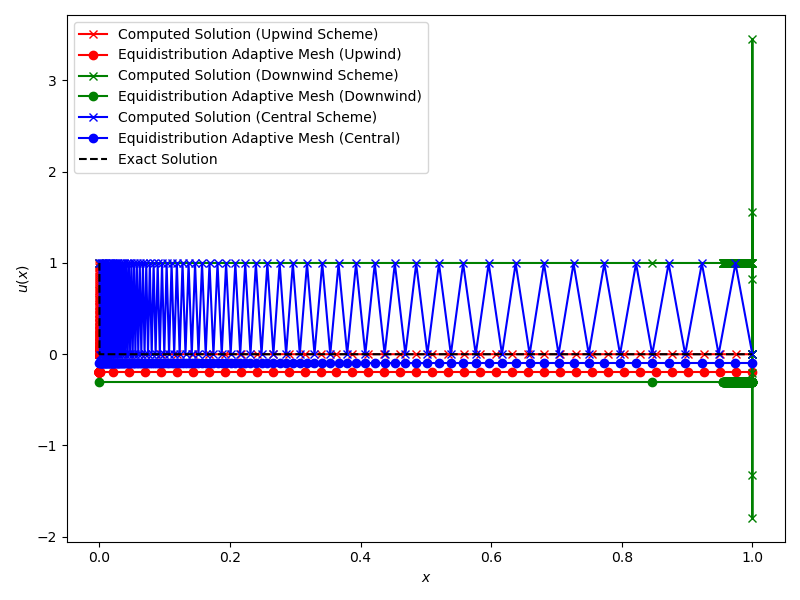 Computed Solution (Upwind Scheme)
Equidistribution Adaptive Mesh (Upwind)
Computed Solution (Downwind Scheme)
Equidistribution Adaptive Mesh (Downwind)
Computed Solution (Central Scheme)
Equidistribution Adaptive Mesh (Central)
Exact Solution
3
2
1
0
−1
−2
u(x)
0.0 0.2 0.4 0.6 0.8 1.0
x